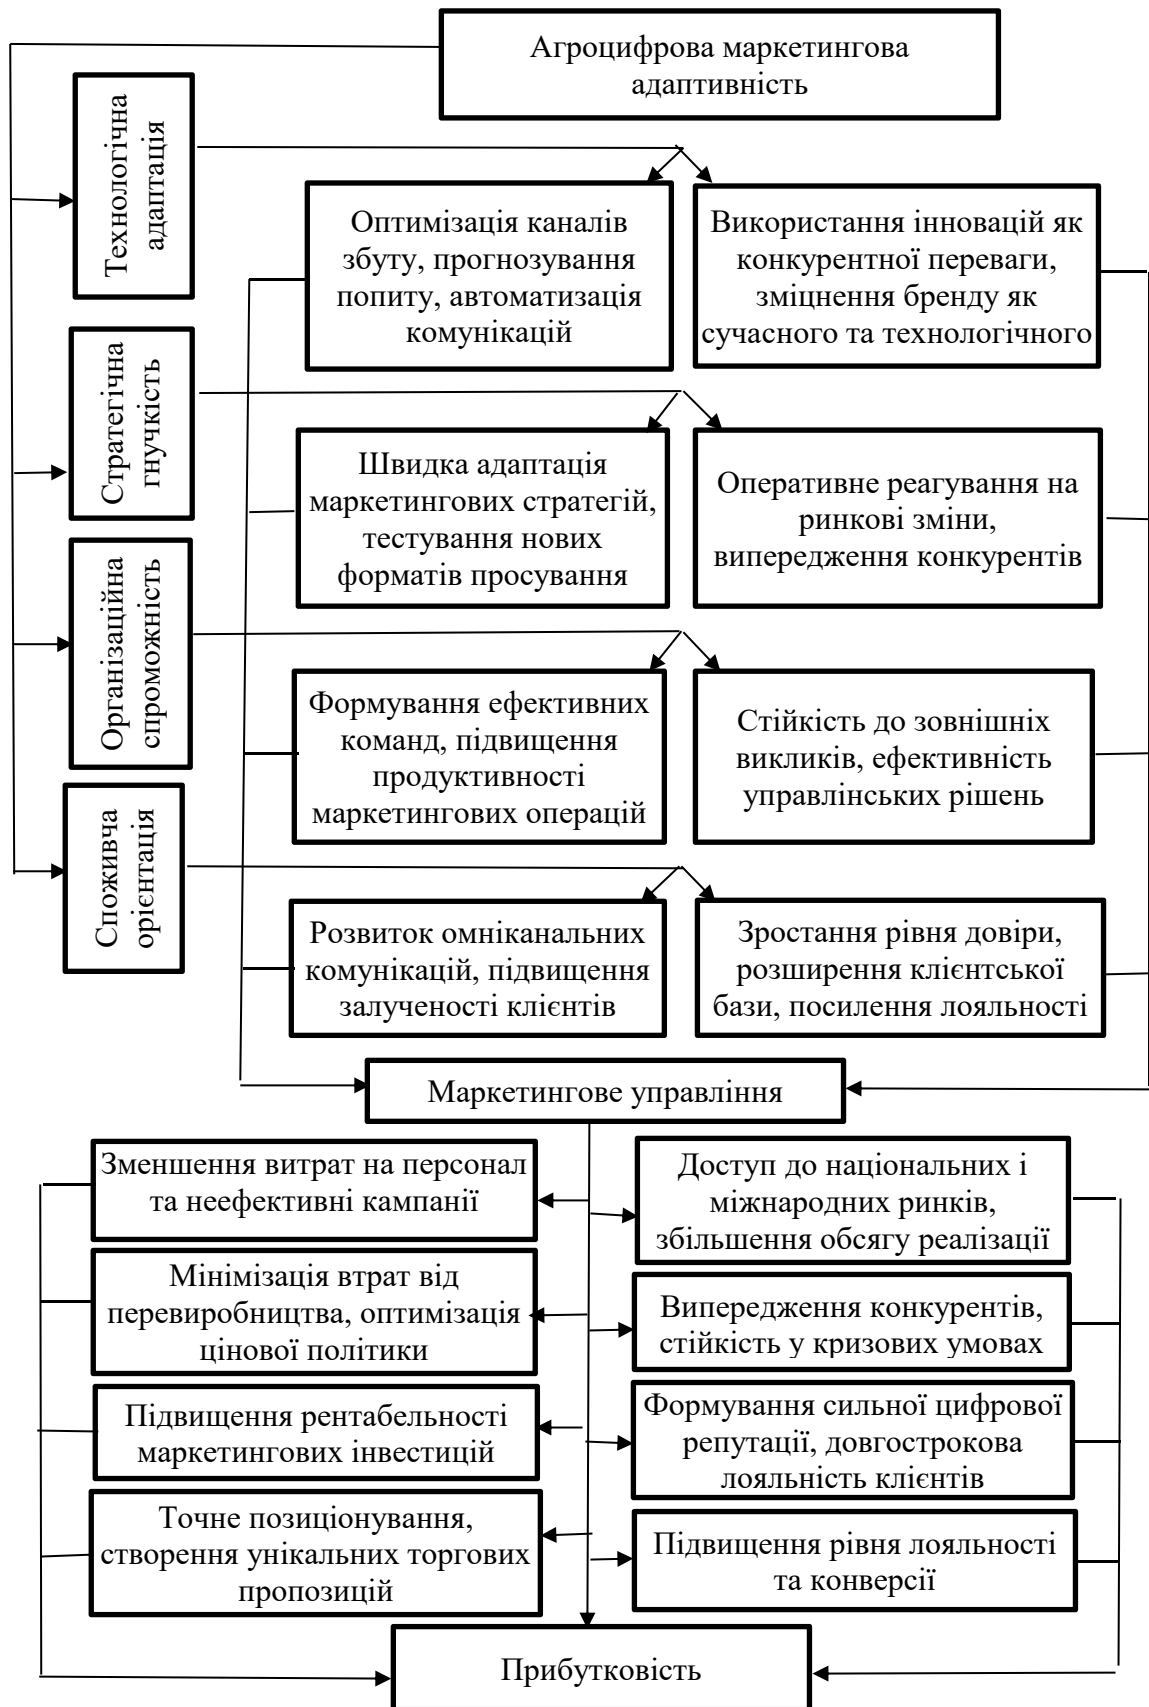 Агроцифрова маркетингова
адаптивність
Технологічна
адаптація
Оптимізація каналів
збуту, прогнозування
попиту, автоматизація
комунікацій
Використання інновацій як
конкурентної переваги,
зміцнення бренду як
сучасного та технологічного
Стратегічна
гнучкість
Швидка адаптація
маркетингових стратегій,
тестування нових
форматів просування
Оперативне реагування на
ринкові зміни,
випередження конкурентів
Організаційна
спроможність
Формування ефективних
команд, підвищення
продуктивності
маркетингових операцій
Стійкість до зовнішніх
викликів, ефективність
управлінських рішень
Споживча
орієнтація
Розвиток омніканальних
комунікацій, підвищення
залученості клієнтів
Зростання рівня довіри,
розширення клієнтської
бази, посилення лояльності
Маркетингове управління
Зменшення витрат на персонал
та неефективні кампанії
Доступ до національних і
міжнародних ринків,
збільшення обсягу реалізації
Мінімізація втрат від
перевиробництва, оптимізація
цінової політики
Випередження конкурентів,
стійкість у кризових умовах
Підвищення рентабельності
маркетингових інвестицій
Формування сильної цифрової
репутації, довгострокова
лояльність клієнтів
Точне позиціонування,
створення унікальних торгових
пропозицій
Підвищення рівня лояльності
та конверсії
Прибутковість